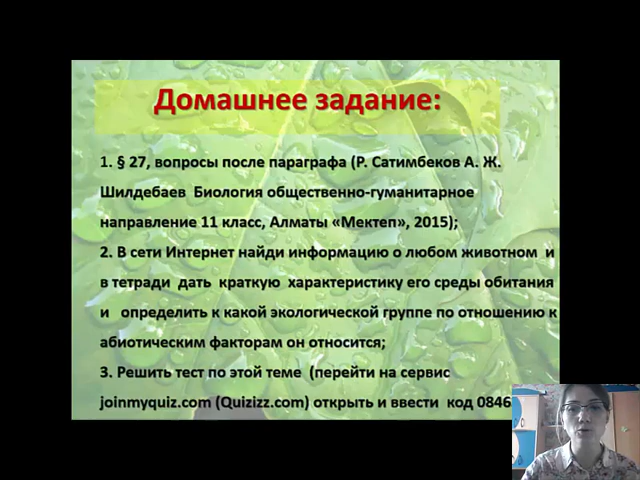 Домашнее задание:
1. § 27, вопросы после параграфа (Р. Сатимбеков А. Ж.
Шилдебаев Биология общественно-гуманитарное
направление 11 класс, Алматы «Мектеп», 2015);
2. В сети Интернет найди информацию о любом животном и
в тетради дать краткую характеристику его среды обитания
и определить к какой экологической группе по отношению к
абиотическим факторам он относится;
3. Решить тест по этой теме (перейти на сервис
joinmyquiz.com (Quizizz.com) открыть и ввести код 0846